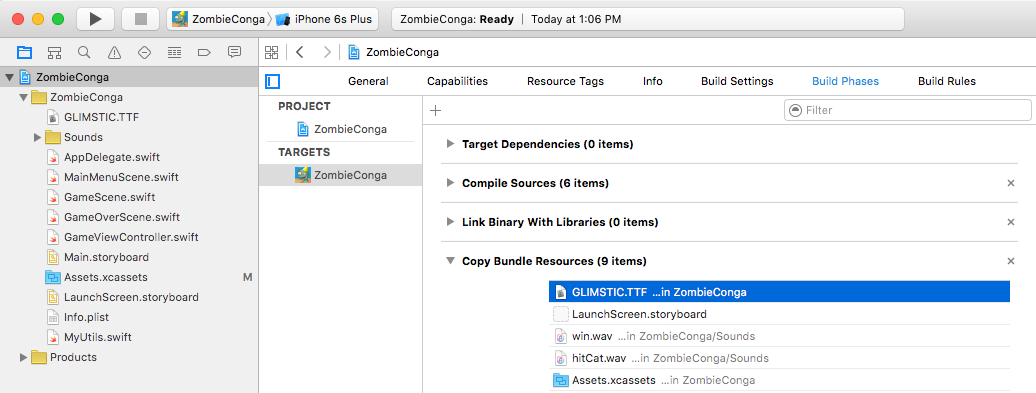 ZombieConga iPhone 6s Plus ZombieConga: Ready Today at 1:06 PM
ZombieConga
General Capabilities Resource Tags Info Build Settings Build Phases Build Rules
ZombieConga
ZombieConga
GLIMSTIC.TTF
Sounds
AppDelegate.swift
MainMenuScene.swift
GameScene.swift
GameOverScene.swift
GameViewController.swift
Main.storyboard
Assets.xcassets M
LaunchScreen.storyboard
Info.plist
MyUtils.swift
Products
PROJECT
ZombieConga
TARGETS
ZombieConga
Filter
Target Dependencies (0 items)
Compile Sources (6 items)
Link Binary With Libraries (0 items)
Copy Bundle Resources (9 items)
GLIMSTIC.TTF ...in ZombieConga
LaunchScreen.storyboard
win.wav ...in ZombieConga/Sounds
hitCat.wav ...in ZombieConga/Sounds
Assets.xcassets ...in ZombieConga